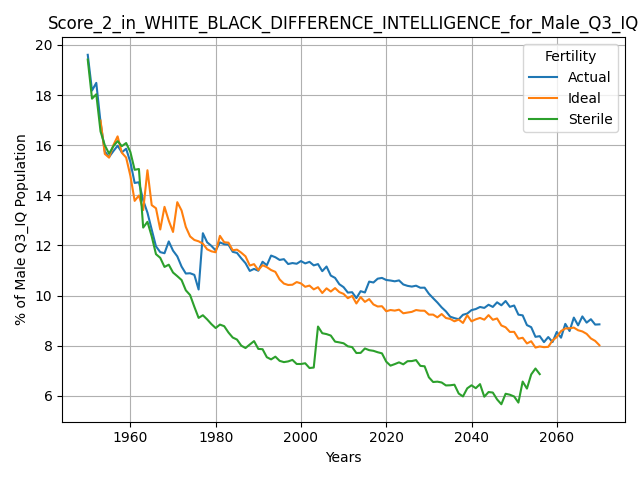 Score_2_in_WHITE_BLACK_DIFFERENCE_INTELLIGENCE_for_Male_Q3_IQ
20
18
16
14
12
10
8
6
% of Male Q3_IQ Population
Fertility
Actual
Ideal
Sterile
1960
1980
2000
2020
2040
2060
Years